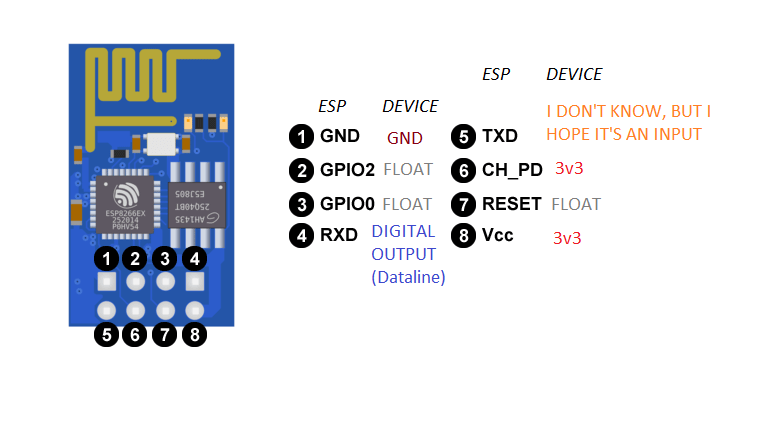 ESP DEVICE
ESP DEVICE
1 GND GND
5 TXD I DON'T KNOW, BUT I
HOPE IT'S AN INPUT
2 GPIO2 FLOAT
6 CH_PD 3v3
3 GPIO0 FLOAT
7 RESET FLOAT
4 RXD DIGITAL
OUTPUT
(Dataline)
8 Vcc 3v3
ESP8266EX
252014
P0HV54
AH1435
25Q40BT
E5J805
1 2 3 4
5 6 7 8